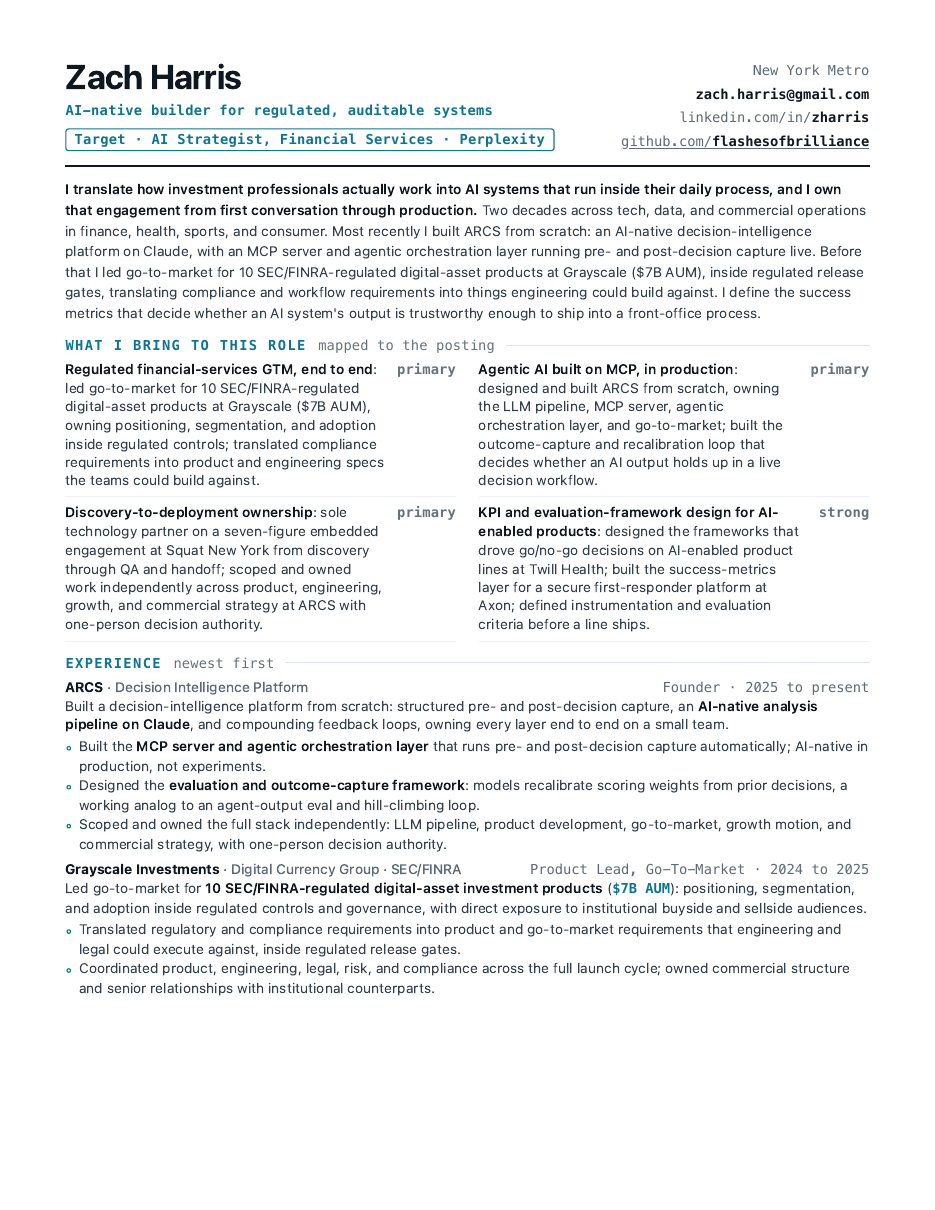 Zach Harris
AI–native builder for regulated, auditable systems
Target · AI Strategist, Financial Services · Perplexity
New York Metro
zach.harris@gmail.com
linkedin.com/in/zharris
github.com/flashesofbrilliance
I translate how investment professionals actually work into AI systems that run inside their daily process, and I own
that engagement from first conversation through production. Two decades across tech, data, and commercial operations
in finance, health, sports, and consumer. Most recently I built ARCS from scratch: an AI-native decision-intelligence
platform on Claude, with an MCP server and agentic orchestration layer running pre- and post-decision capture live. Before
that I led go-to-market for 10 SEC/FINRA-regulated digital-asset products at Grayscale ($7B AUM), inside regulated release
gates, translating compliance and workflow requirements into things engineering could build against. I define the success
metrics that decide whether an AI system's output is trustworthy enough to ship into a front-office process.
WHAT I BRING TO THIS ROLE mapped to the posting
Regulated financial-services GTM, end to end: primary
led go-to-market for 10 SEC/FINRA-regulated
digital-asset products at Grayscale ($7B AUM),
owning positioning, segmentation, and adoption
inside regulated controls; translated compliance
requirements into product and engineering specs
the teams could build against.
Agentic AI built on MCP, in production: primary
designed and built ARCS from scratch, owning
the LLM pipeline, MCP server, agentic
orchestration layer, and go-to-market; built the
outcome-capture and recalibration loop that
decides whether an AI output holds up in a live
decision workflow.
Discovery-to-deployment ownership: sole primary
technology partner on a seven-figure embedded
engagement at Squat New York from discovery
through QA and handoff; scoped and owned
work independently across product, engineering,
growth, and commercial strategy at ARCS with
one-person decision authority.
KPI and evaluation-framework design for AI- strong
enabled products: designed the frameworks that
drove go/no-go decisions on AI-enabled product
lines at Twill Health; built the success-metrics
layer for a secure first-responder platform at
Axon; defined instrumentation and evaluation
criteria before a line ships.
EXPERIENCE newest first
ARCS · Decision Intelligence Platform Founder · 2025 to present
Built a decision-intelligence platform from scratch: structured pre- and post-decision capture, an AI-native analysis
pipeline on Claude, and compounding feedback loops, owning every layer end to end on a small team.
Built the MCP server and agentic orchestration layer that runs pre- and post-decision capture automatically; AI-native in
production, not experiments.
Designed the evaluation and outcome-capture framework: models recalibrate scoring weights from prior decisions, a
working analog to an agent-output eval and hill-climbing loop.
Scoped and owned the full stack independently: LLM pipeline, product development, go-to-market, growth motion, and
commercial strategy, with one-person decision authority.
Grayscale Investments · Digital Currency Group · SEC/FINRA Product Lead, Go–To–Market · 2024 to 2025
Led go-to-market for 10 SEC/FINRA-regulated digital-asset investment products ($7B AUM): positioning, segmentation,
and adoption inside regulated controls and governance, with direct exposure to institutional buyside and sellside audiences.
Translated regulatory and compliance requirements into product and go-to-market requirements that engineering and
legal could execute against, inside regulated release gates.
Coordinated product, engineering, legal, risk, and compliance across the full launch cycle; owned commercial structure
and senior relationships with institutional counterparts.